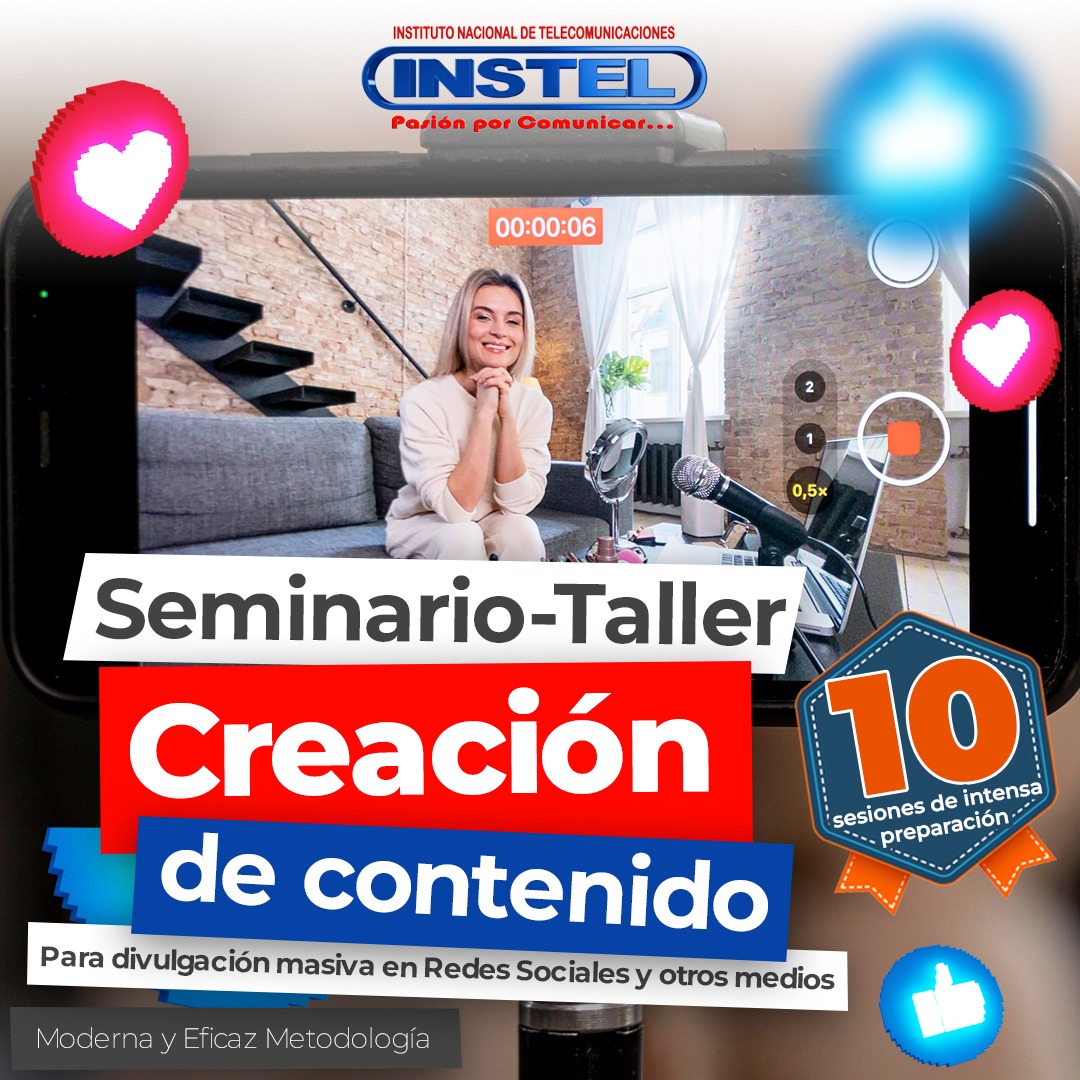 INSTITUTO NACIONAL DE TELECOMUNICACIONES
INSTEL
Pasión por Comunicar...
00:00:06
2
1
0,5×
Seminario-Taller
Creación
de contenido
10
sesiones de intensa
preparación
Para divulgación masiva en Redes Sociales y otros medios
Moderna y Eficaz Metodología